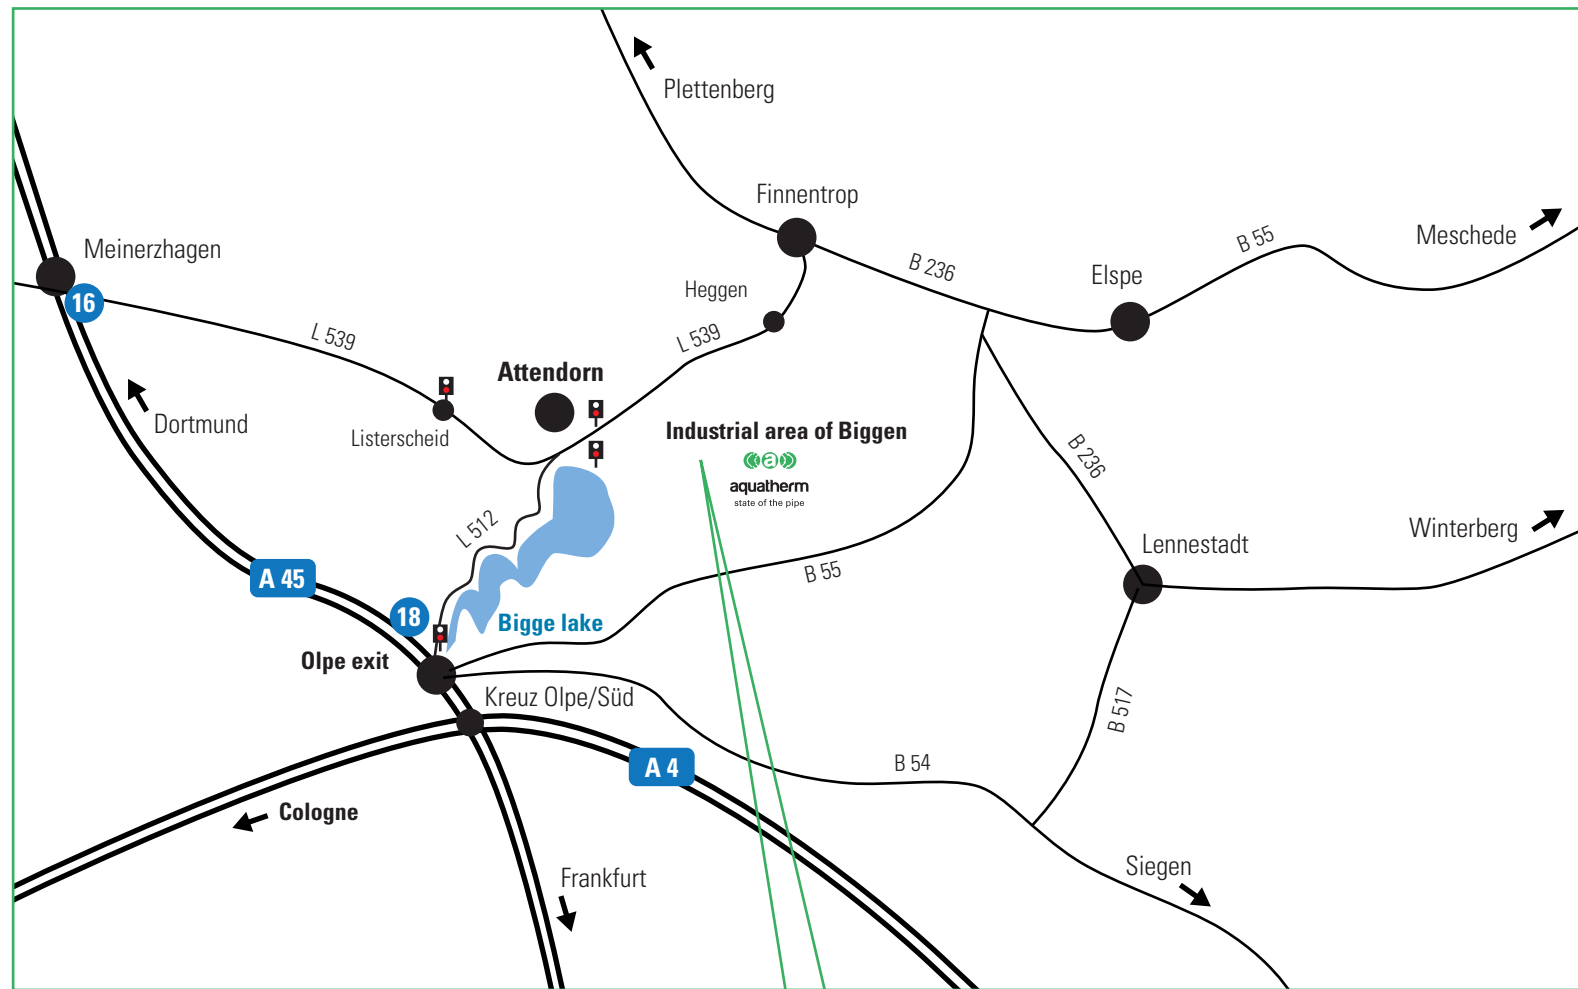 Plettenberg
Finnentrop
Meschede
B 55
Meinerzhagen
B 236
Elspe
16
Heggen
L 539
L 539
Attendorn
Dortmund
Listerscheid
Industrial area of Biggen
a
aquatherm
state of the pipe
B 236
L 512
Winterberg
Lennestadt
A 45
B 55
18
Bigge lake
Olpe exit
Kreuz Olpe/Süd
B 517
A 4
B 54
Cologne
Siegen
Frankfurt